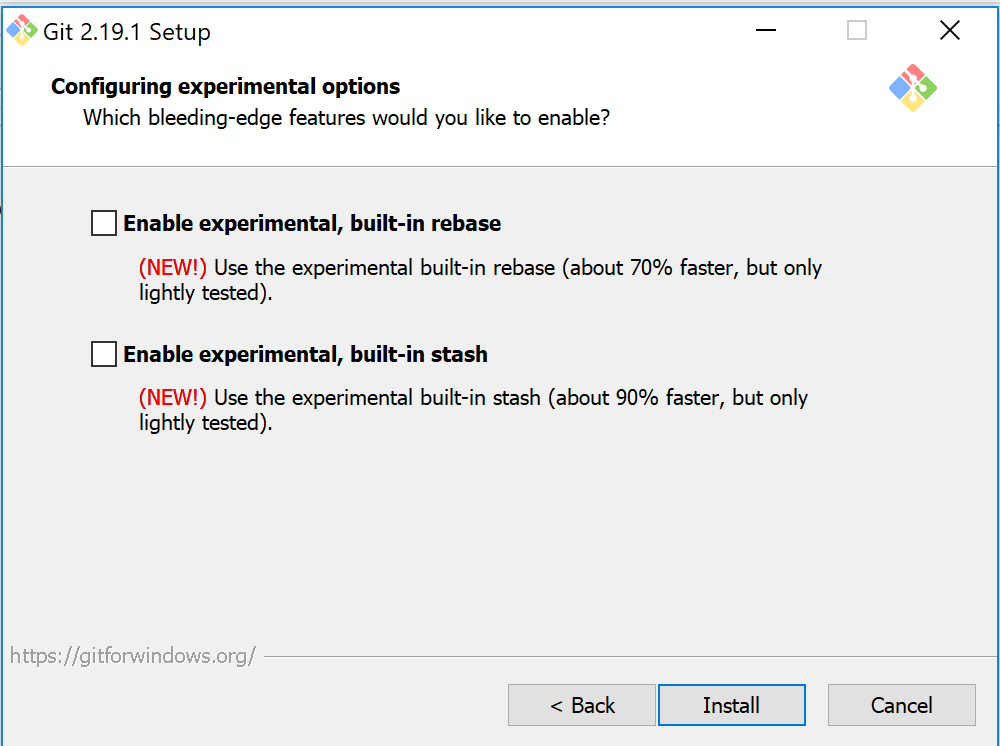 Git 2.19.1 Setup
Configuring experimental options
Which bleeding-edge features would you like to enable?
Enable experimental, built-in rebase
(NEW!) Use the experimental built-in rebase (about 70% faster, but only
lightly tested).
Enable experimental, built-in stash
(NEW!) Use the experimental built-in stash (about 90% faster, but only
lightly tested).
https://gitforwindows.org/
< Back
Install
Cancel